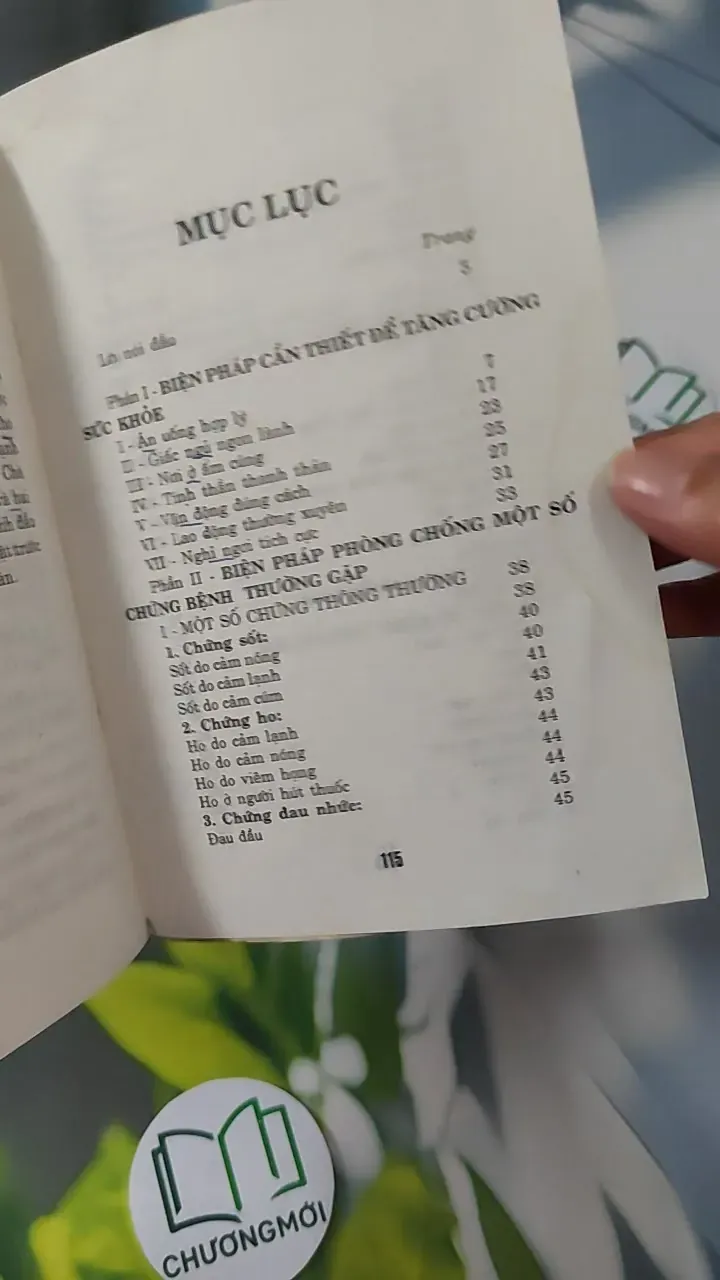 MỤC LỤC
Trang
Lời nói đầu 5
Phần I - BIỆN PHÁP CẦN THIẾT ĐỂ TĂNG CƯỜNG
SỨC KHỎE
I - Ăn uống hợp lý 7
II - Giấc ngủ ngon lành 17
III - Nơi ở ấm cúng 23
IV - Tinh thần thanh thản 25
V - Vận động đúng cách 27
VI - Lao động thường xuyên 31
VII - Nghỉ ngơi tích cực 33
Phần II - BIỆN PHÁP PHÒNG CHỐNG MỘT SỐ
CHỨNG BỆNH THƯỜNG GẶP
I - MỘT SỐ CHỨNG THÔNG THƯỜNG 38
1. Chứng sốt: 38
Sốt do cảm nóng 40
Sốt do cảm lạnh 40
Sốt do cảm cúm 41
2. Chứng ho: 43
Ho do cảm lạnh 43
Ho do cảm nóng 44
Ho do viêm họng 44
Ho ở người hút thuốc 44
3. Chứng đau nhức: 45
Đau đầu 45
115
CHƯƠNGMỚI